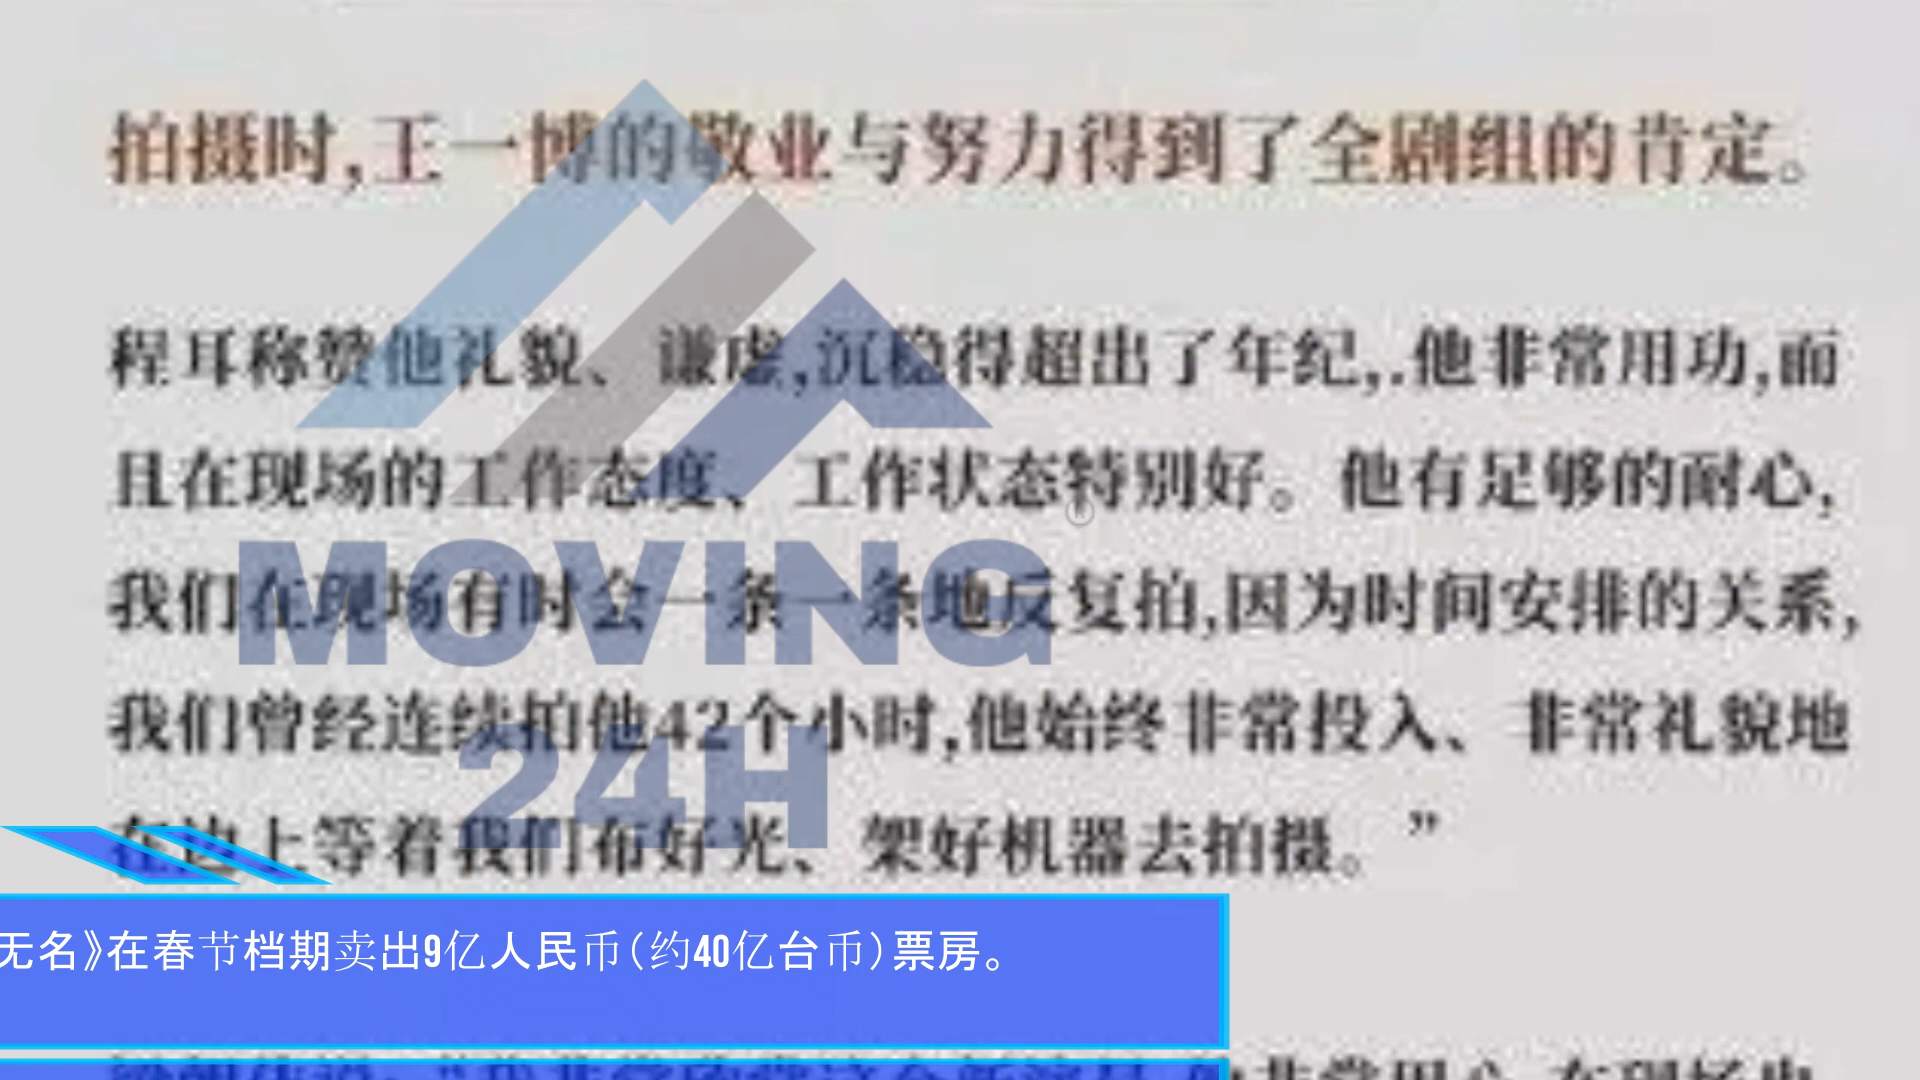 拍摄时,王一博的敬业与努力得到了全剧组的肯定。
程耳称赞他礼貌、谦虚,沉稳得超出了年纪,.他非常用功,而
且在现场的工作态度、工作状态特别好。他有足够的耐心,
我们在现场有时会一条一条地反复拍,因为时间安排的关系,
我们曾经连续拍他42个小时,他始终非常投入、非常礼貌地
在边上等着我们布好光、架好机器去拍摄。”
MOVING
24H
无名》在春节档期卖出9亿人民币(约40亿台币)票房。